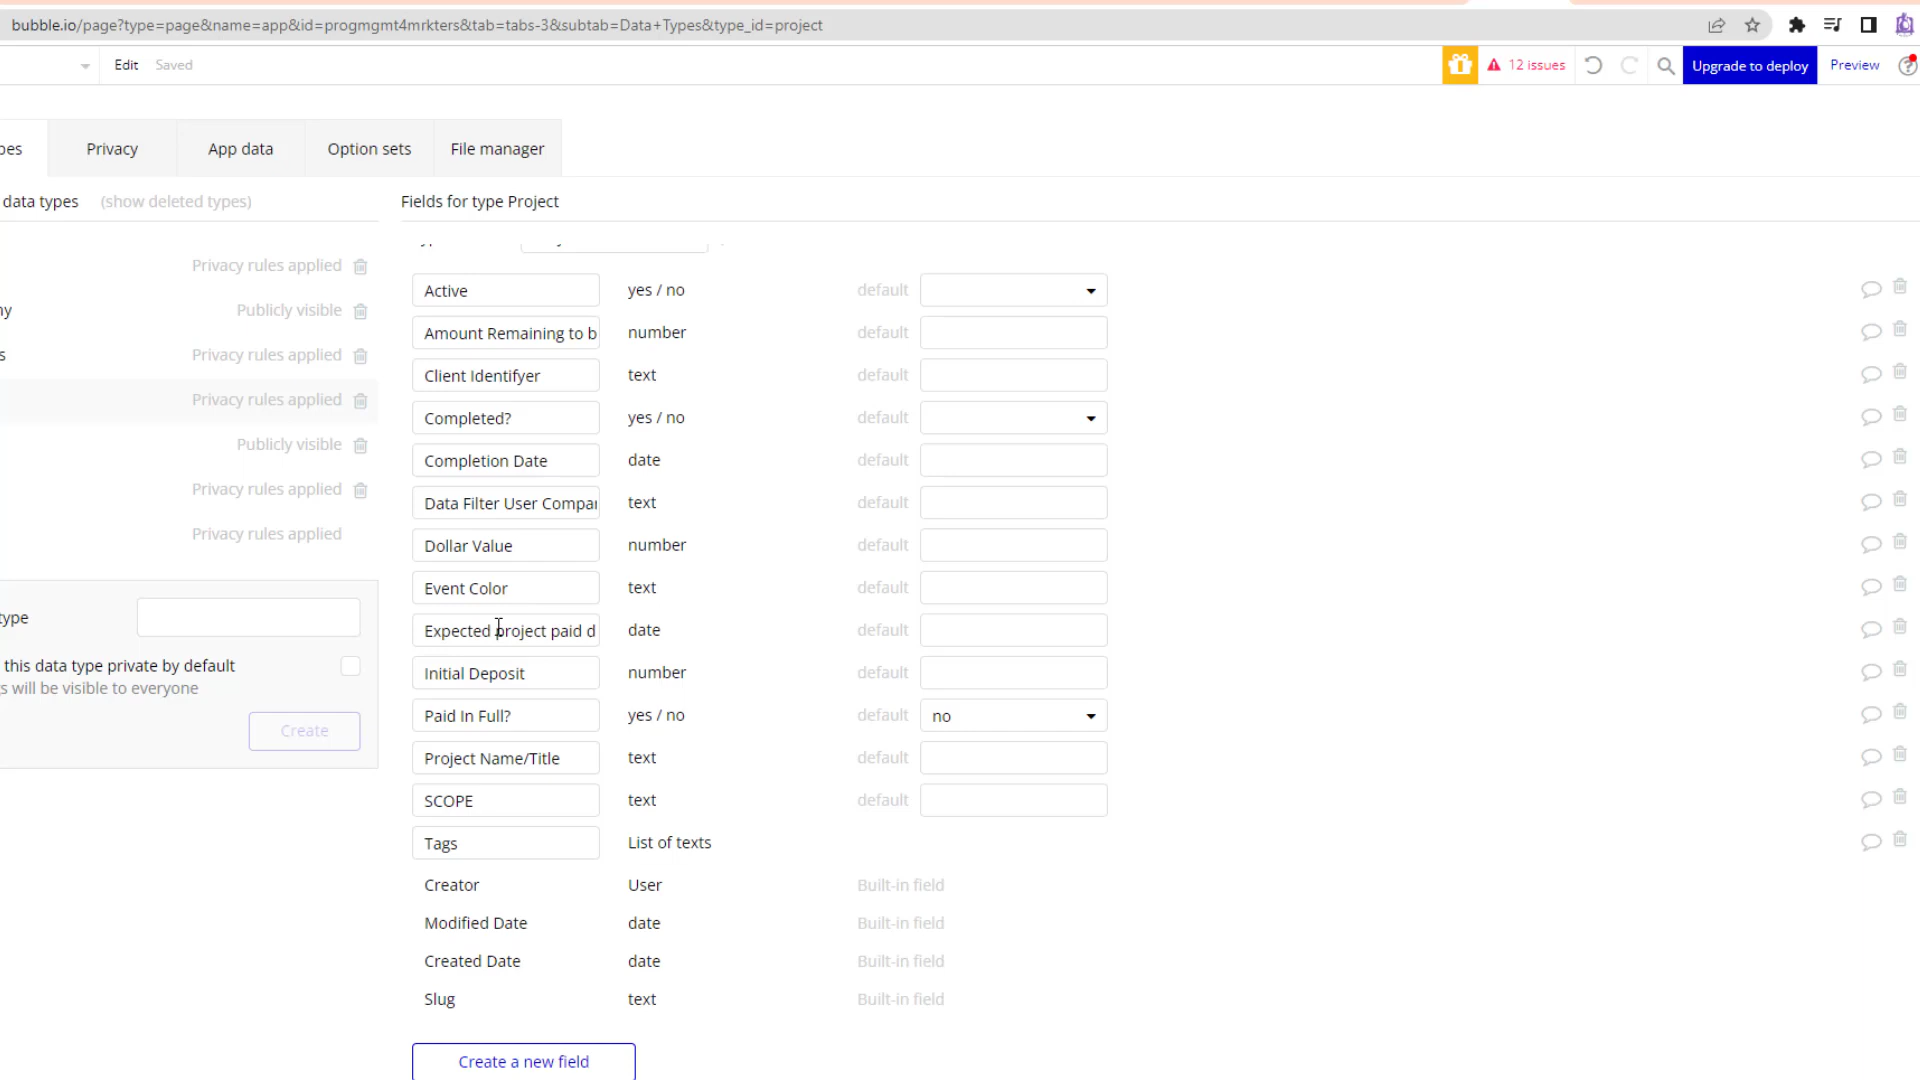 bubble.io/page?type=page&name=app&id=progmgmt4mrkters&tab=tabs-3&subtab=Data+Types&type_id=project
Edit Saved 12 issues Upgrade to deploy Preview
pes Privacy App data Option sets File manager
data types (show deleted types) Fields for type Project
Privacy rules applied
ny Publicly visible
s Privacy rules applied
Privacy rules applied
Publicly visible
Privacy rules applied
Privacy rules applied
type
this data type private by default
s will be visible to everyone
Create
Active yes / no default
Amount Remaining to b number default
Client Identifyer text default
Completed? yes / no default
Completion Date date default
Data Filter User Compa text default
Dollar Value number default
Event Color text default
Expected project paid d date default
Initial Deposit number default
Paid In Full? yes / no default no
Project Name/Title text default
SCOPE text default
Tags List of texts
Creator User Built-in field
Modified Date date Built-in field
Created Date date Built-in field
Slug text Built-in field
Create a new field